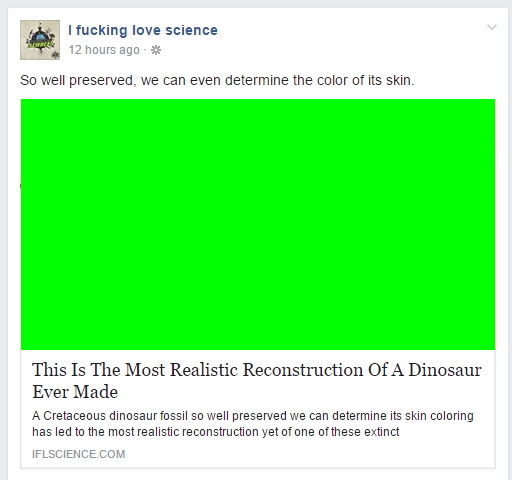 I fucking love science
12 hours ago ·
So well preserved, we can even determine the color of its skin.
This Is The Most Realistic Reconstruction Of A Dinosaur
Ever Made
A Cretaceous dinosaur fossil so well preserved we can determine its skin coloring
has led to the most realistic reconstruction yet of one of these extinct
IFLSCIENCE.COM